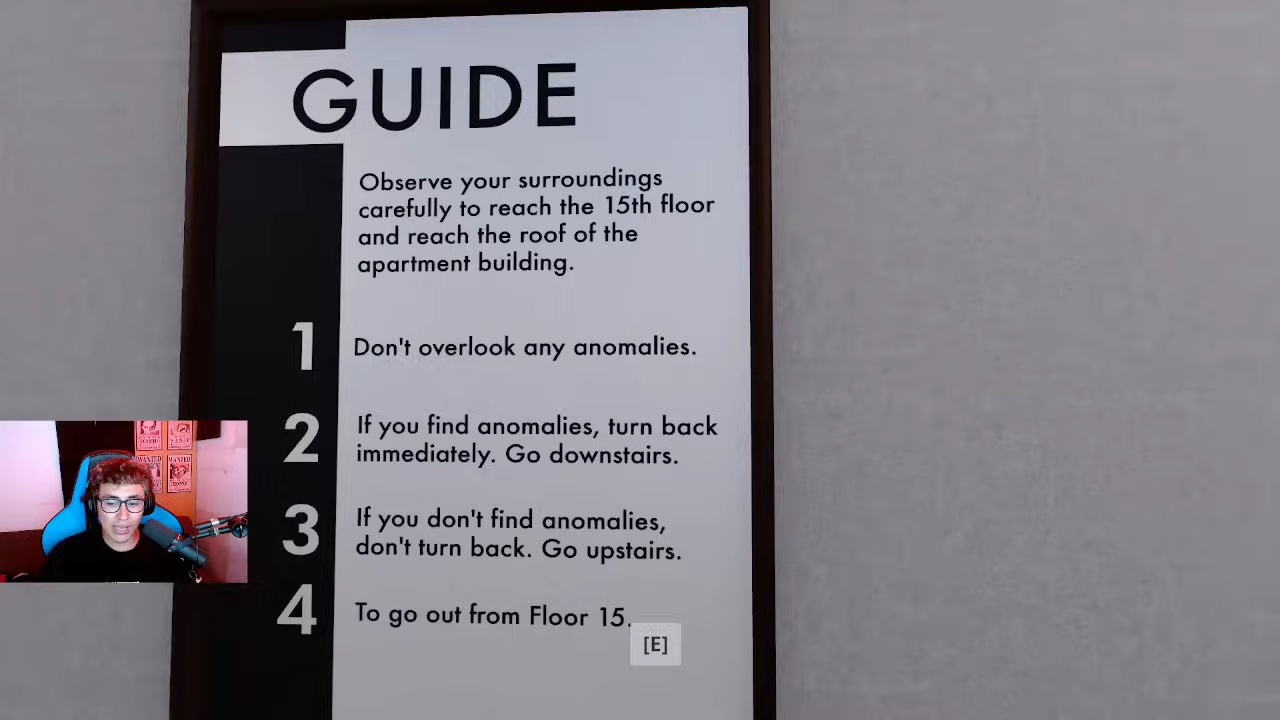 GUIDE
Observe your surroundings
carefully to reach the 15th floor
and reach the roof of the
apartment building.
1 Don't overlook any anomalies.
2 If you find anomalies, turn back
immediately. Go downstairs.
3 If you don't find anomalies,
don't turn back. Go upstairs.
4 To go out from Floor 15.
[E]
WANTED
WANTED